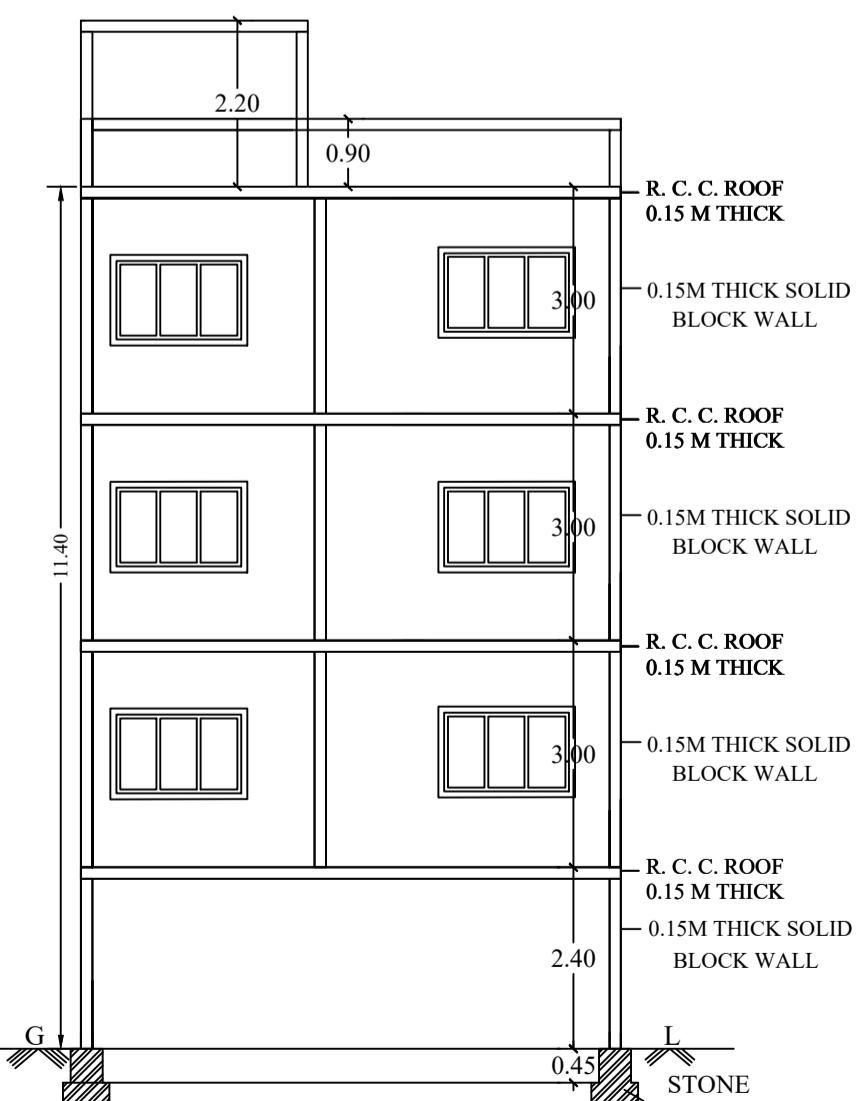 2.20
0.90
R. C. C. ROOF
0.15 M THICK
0.15M THICK SOLID
BLOCK WALL
3.00
R. C. C. ROOF
0.15 M THICK
0.15M THICK SOLID
BLOCK WALL
3.00
11.40
R. C. C. ROOF
0.15 M THICK
0.15M THICK SOLID
BLOCK WALL
3.00
R. C. C. ROOF
0.15 M THICK
0.15M THICK SOLID
BLOCK WALL
2.40
G
L
0.45
STONE